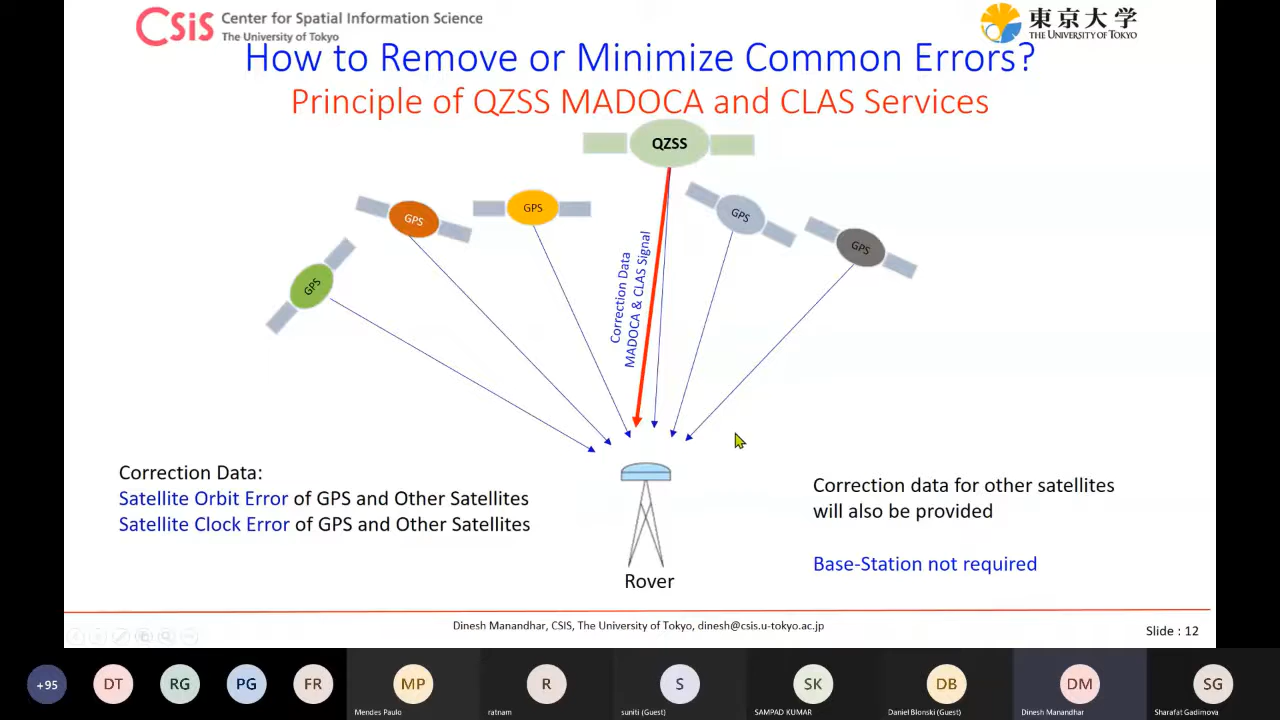 CSiS Center for Spatial Information Science
The University of Tokyo
東京大学
THE UNIVERSITY OF TOKYO
How to Remove or Minimize Common Errors?
Principle of QZSS MADOCA and CLAS Services
QZSS
GPS
GPS
GPS
GPS
GPS
Correction Data
MADOCA & CLAS Signal
Correction Data:
Satellite Orbit Error of GPS and Other Satellites
Satellite Clock Error of GPS and Other Satellites
Correction data for other satellites
will also be provided
Base-Station not required
Rover
Dinesh Manandhar, CSIS, The University of Tokyo, dinesh@csis.u-tokyo.ac.jp
Slide : 12
+95
DT
RG
PG
FR
MP
Mendes Paulo
R
ratnam
S
suniti (Guest)
SK
SAMPAD KUMAR
DB
Daniel Blonski (Guest)
DM
Dinesh Manandhar
SG
Sharafat Gadimova